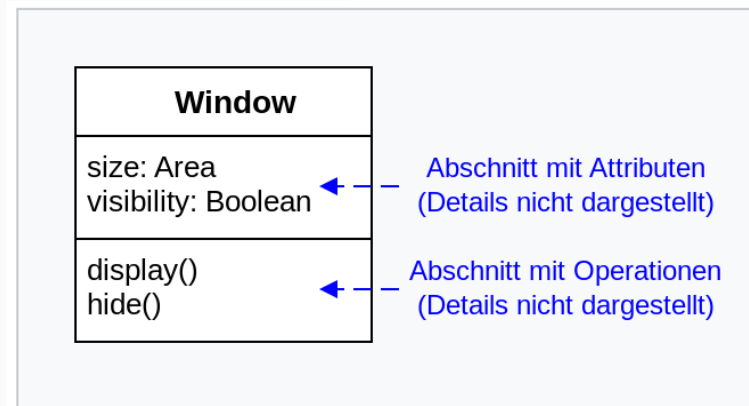 Window
size: Area
visibility: Boolean
Abschnitt mit Attributen
(Details nicht dargestellt)
display()
hide()
Abschnitt mit Operationen
(Details nicht dargestellt)